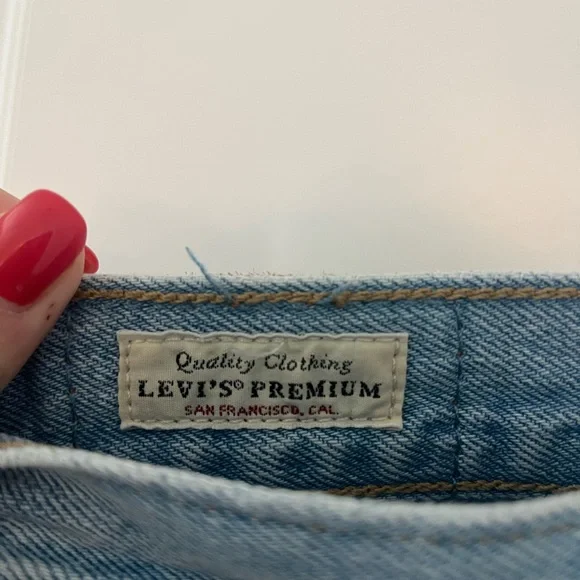 Quality Clothing
LEVI'S® PREMIUM
SAN FRANCISCO, CAL.